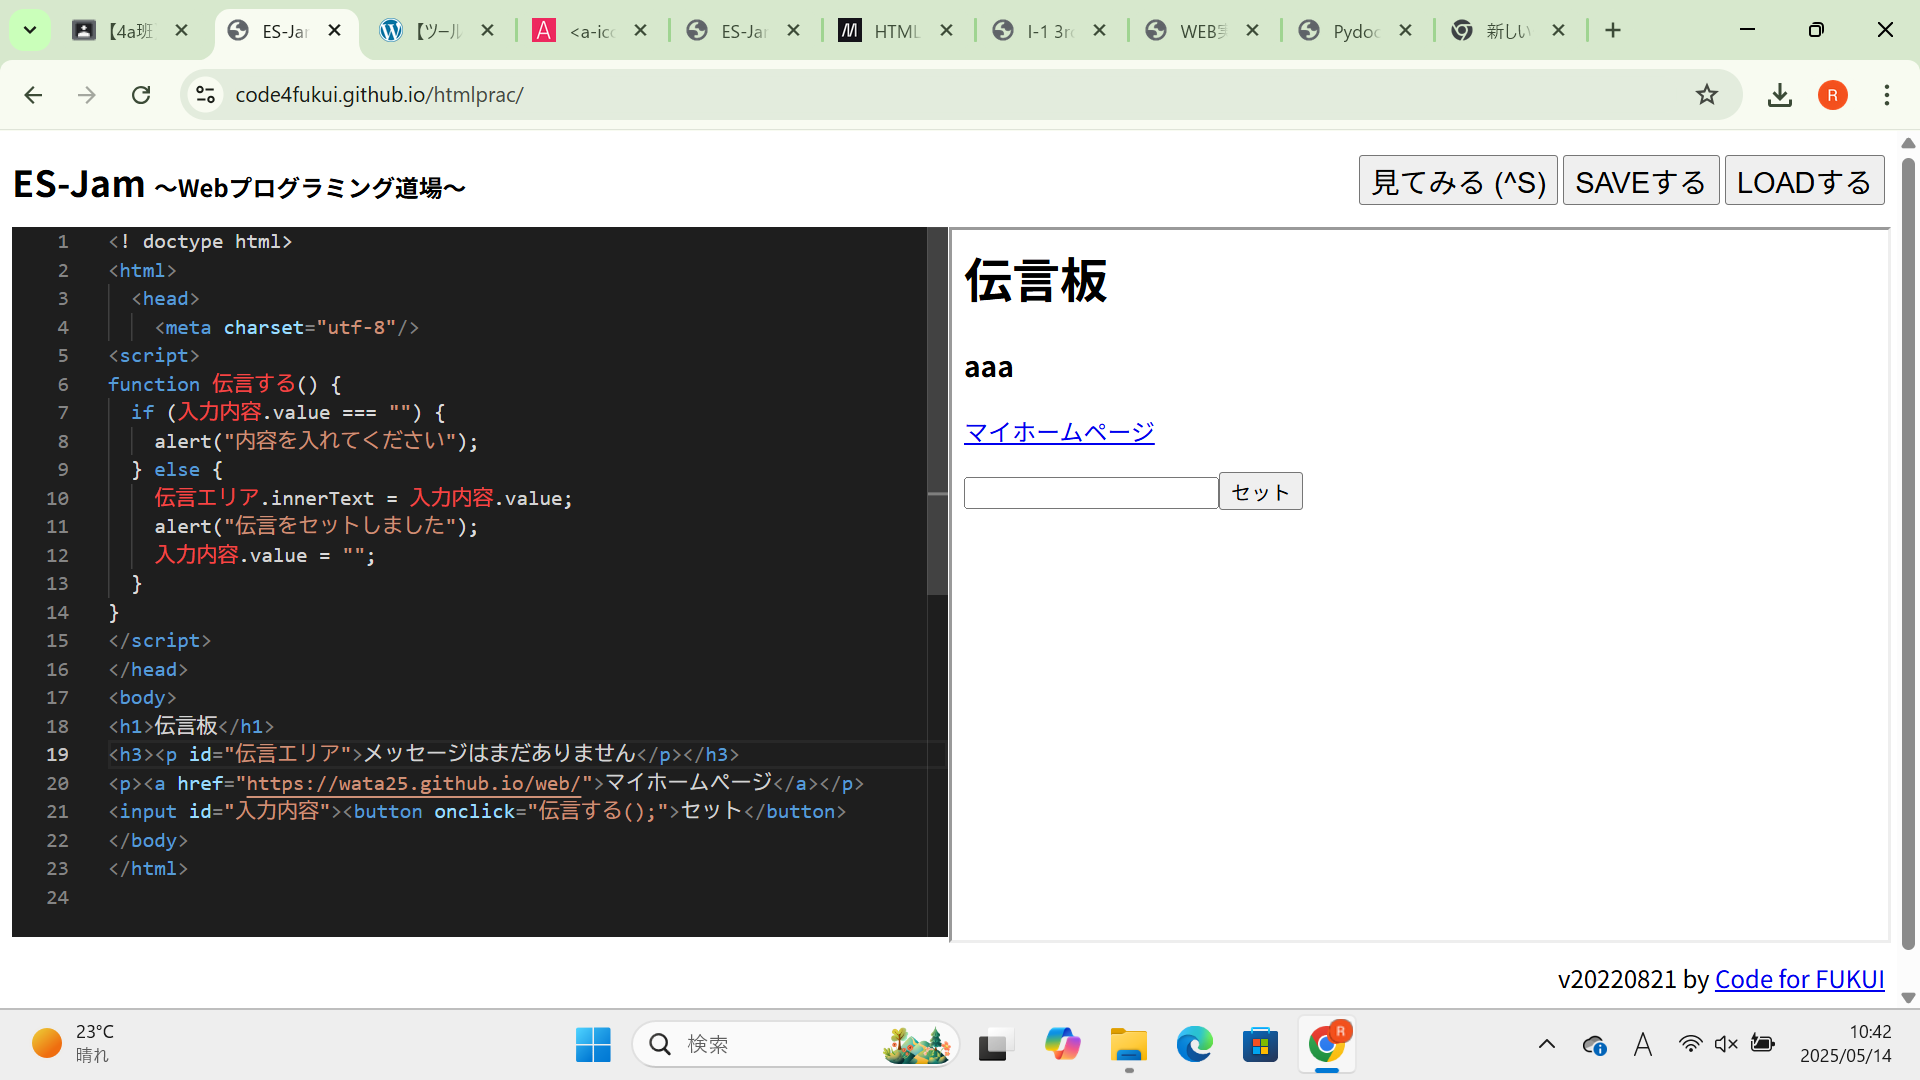 【4a班
ES-Jar
【ツール
<a-ico
ES-Jar
HTML
I-1 3r
WEB実
Pydoc
新しい
code4fukui.github.io/htmlprac/
R
ES-Jam ～Webプログラミング道場～
見てみる (^S)
SAVEする
LOADする
1 <! doctype html>
2 <html>
3 <head>
4 <meta charset="utf-8"/>
5 <script>
6 function 伝言する() {
7 if (入力内容.value === "") {
8 alert("内容を入れてください");
9 } else {
10 伝言エリア.innerText = 入力内容.value;
11 alert("伝言をセットしました");
12 入力内容.value = "";
13 }
14 }
15 </script>
16 </head>
17 <body>
18 <h1>伝言板</h1>
19 <h3><p id="伝言エリア">メッセージはまだありません</p></h3>
20 <p><a href="https://wata25.github.io/web/">マイホームページ</a></p>
21 <input id="入力内容"><button onclick="伝言する();">セット</button>
22 </body>
23 </html>
24
伝言板
aaa
マイホームページ
セット
v20220821 by Code for FUKUI
23°C
晴れ
検索
R
A
10:42
2025/05/14